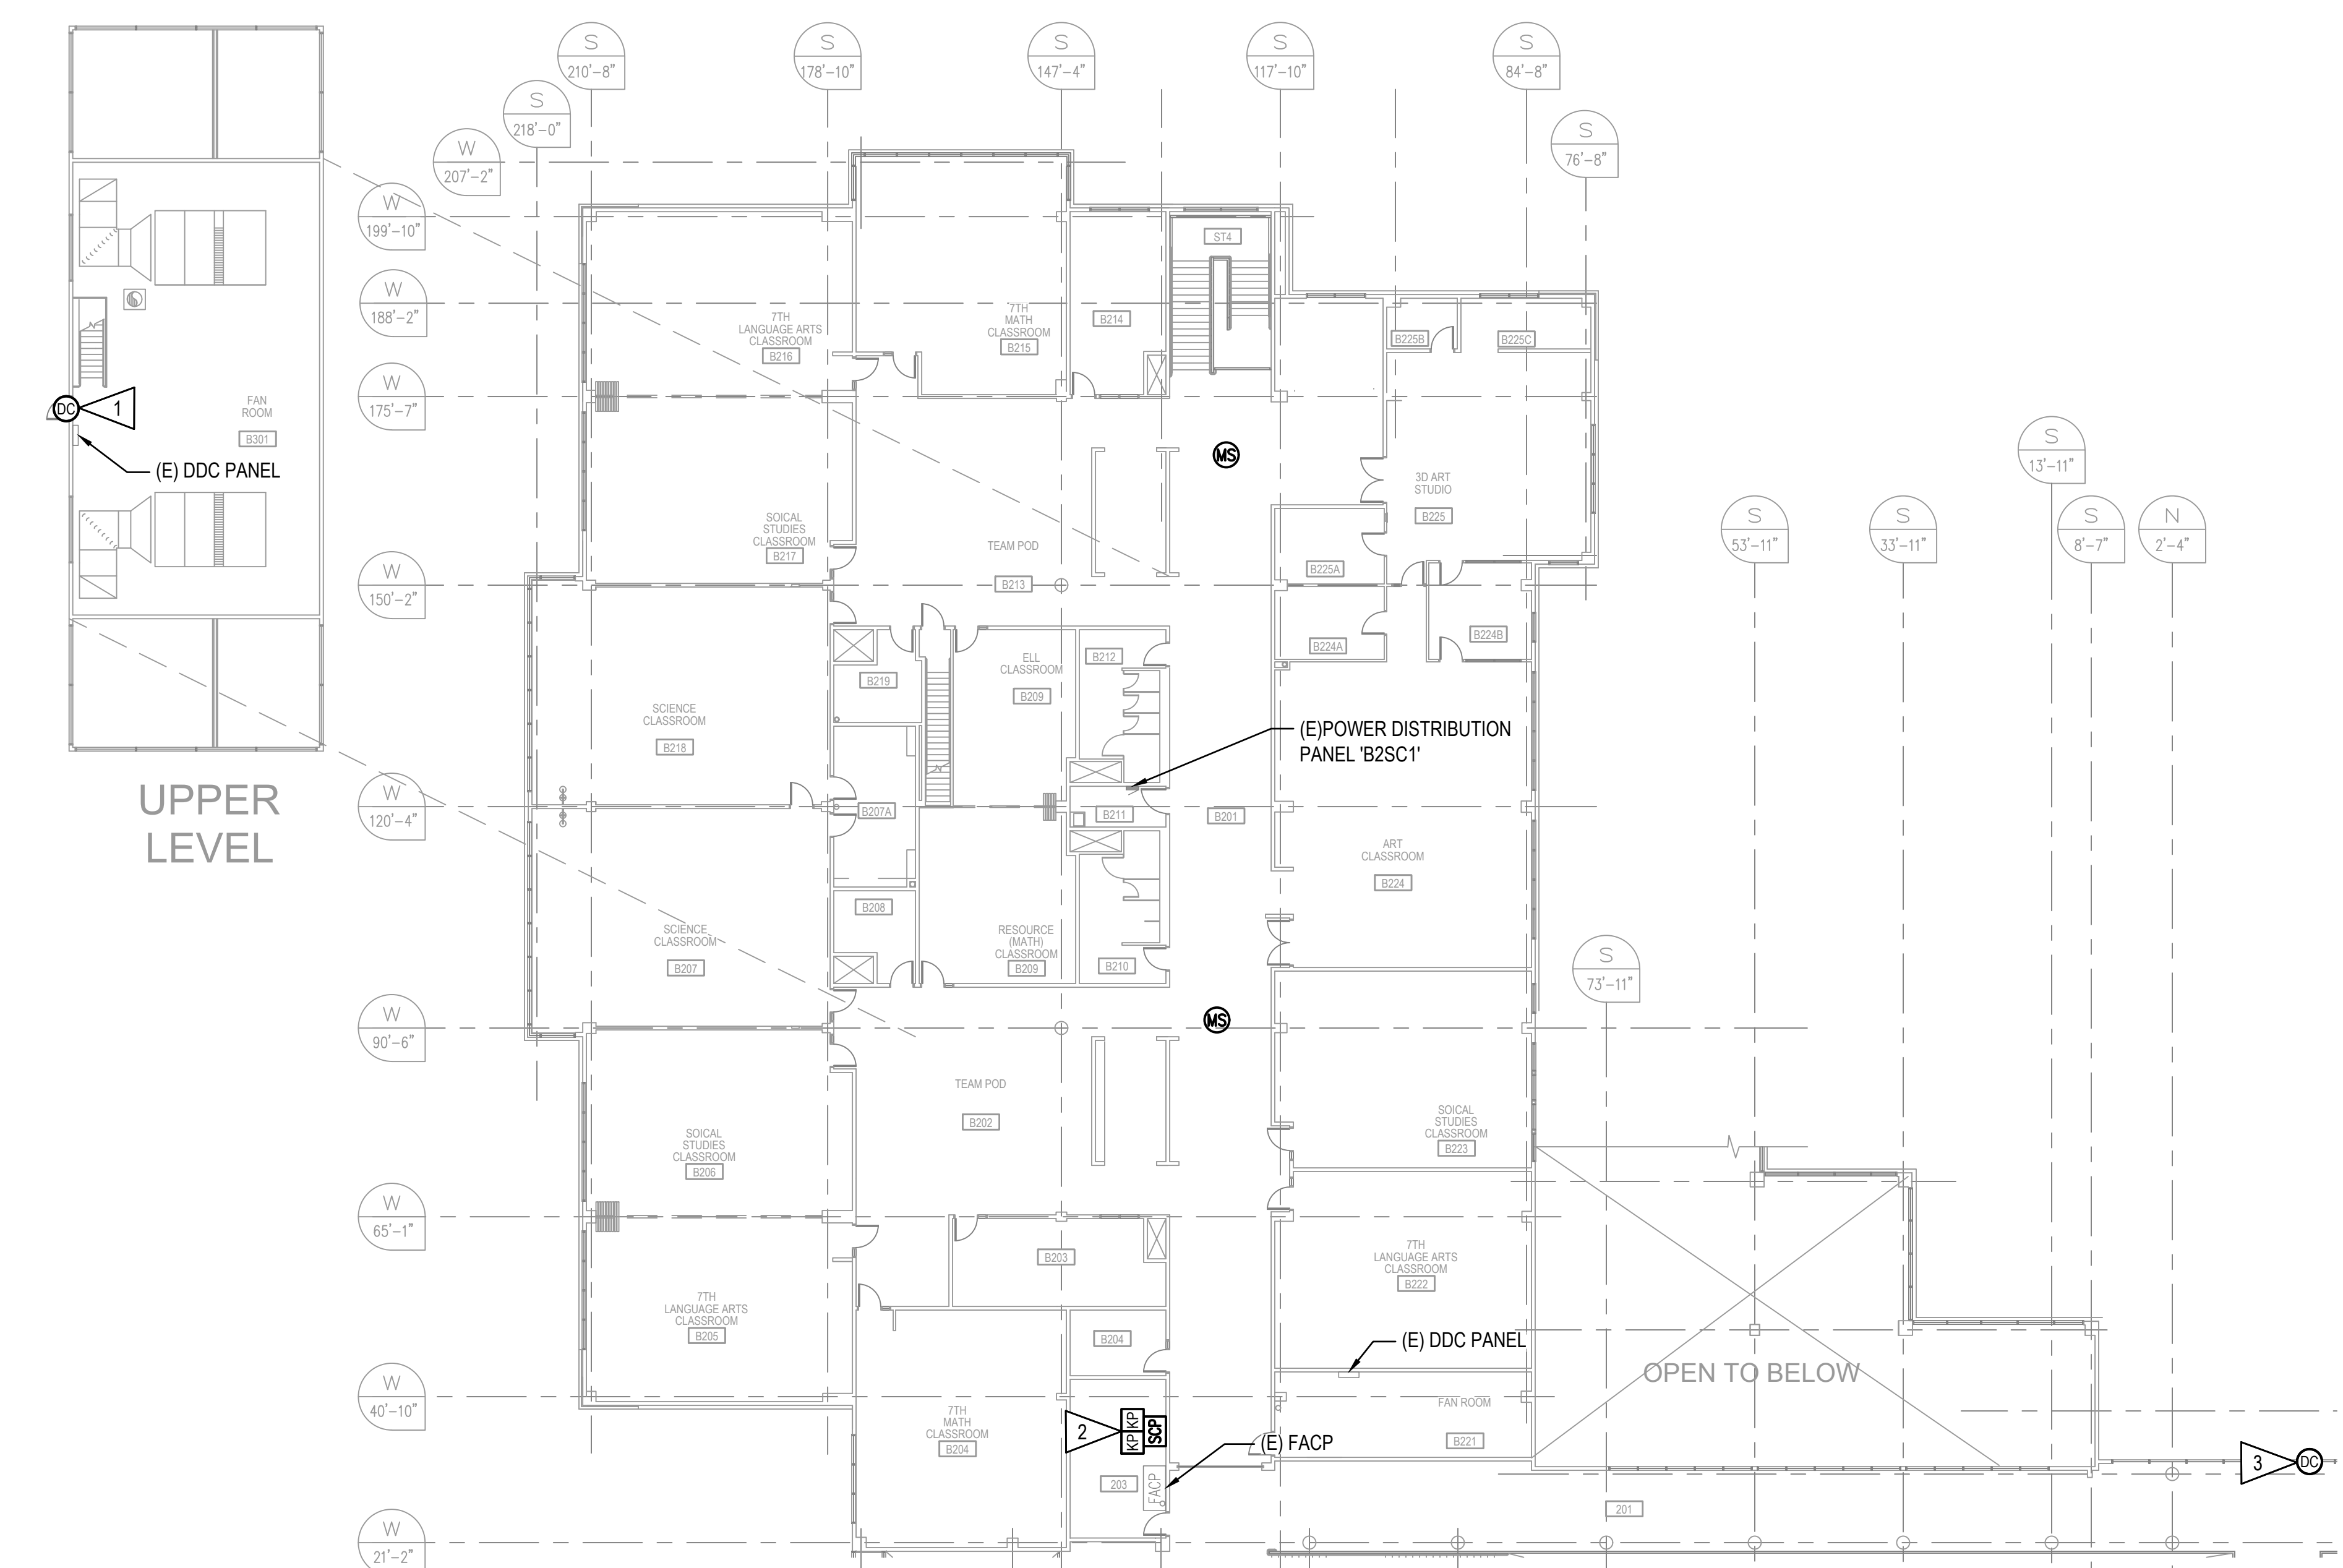 S
210'-8"
S
178'-10"
S
147'-4"
S
117'-10"
S
84'-8"
S
218'-0"
S
76'-8"
W
207'-2"
W
199'-10"
W
188'-2"
W
175'-7"
W
150'-2"
W
120'-4"
W
90'-6"
W
65'-1"
W
40'-10"
W
21'-2"
S
13'-11"
S
53'-11"
S
33'-11"
S
8'-7"
N
2'-4"
S
73'-11"
DC
1
FAN
ROOM
B301
(E) DDC PANEL
UPPER
LEVEL
ST4
7TH
LANGUAGE ARTS
CLASSROOM
B216
7TH
MATH
CLASSROOM
B215
B214
B225B
B225C
MS
3D ART
STUDIO
B225
SOICAL
STUDIES
CLASSROOM
B217
TEAM POD
B213
B225A
B224A
B224B
B212
ELL
CLASSROOM
B209
B219
SCIENCE
CLASSROOM
B218
(E)POWER DISTRIBUTION
PANEL 'B2SC1'
B207A
B211
B201
ART
CLASSROOM
B224
B208
SCIENCE
CLASSROOM
B207
RESOURCE
(MATH)
CLASSROOM
B209
B210
MS
TEAM POD
B202
SOICAL
STUDIES
CLASSROOM
B206
SOICAL
STUDIES
CLASSROOM
B223
B203
7TH
LANGUAGE ARTS
CLASSROOM
B222
7TH
LANGUAGE ARTS
CLASSROOM
B205
B204
(E) DDC PANEL
OPEN TO BELOW
FAN ROOM
B221
7TH
MATH
CLASSROOM
B204
2
KP
KP
SCP
(E) FACP
203
FACP
201
3
DC